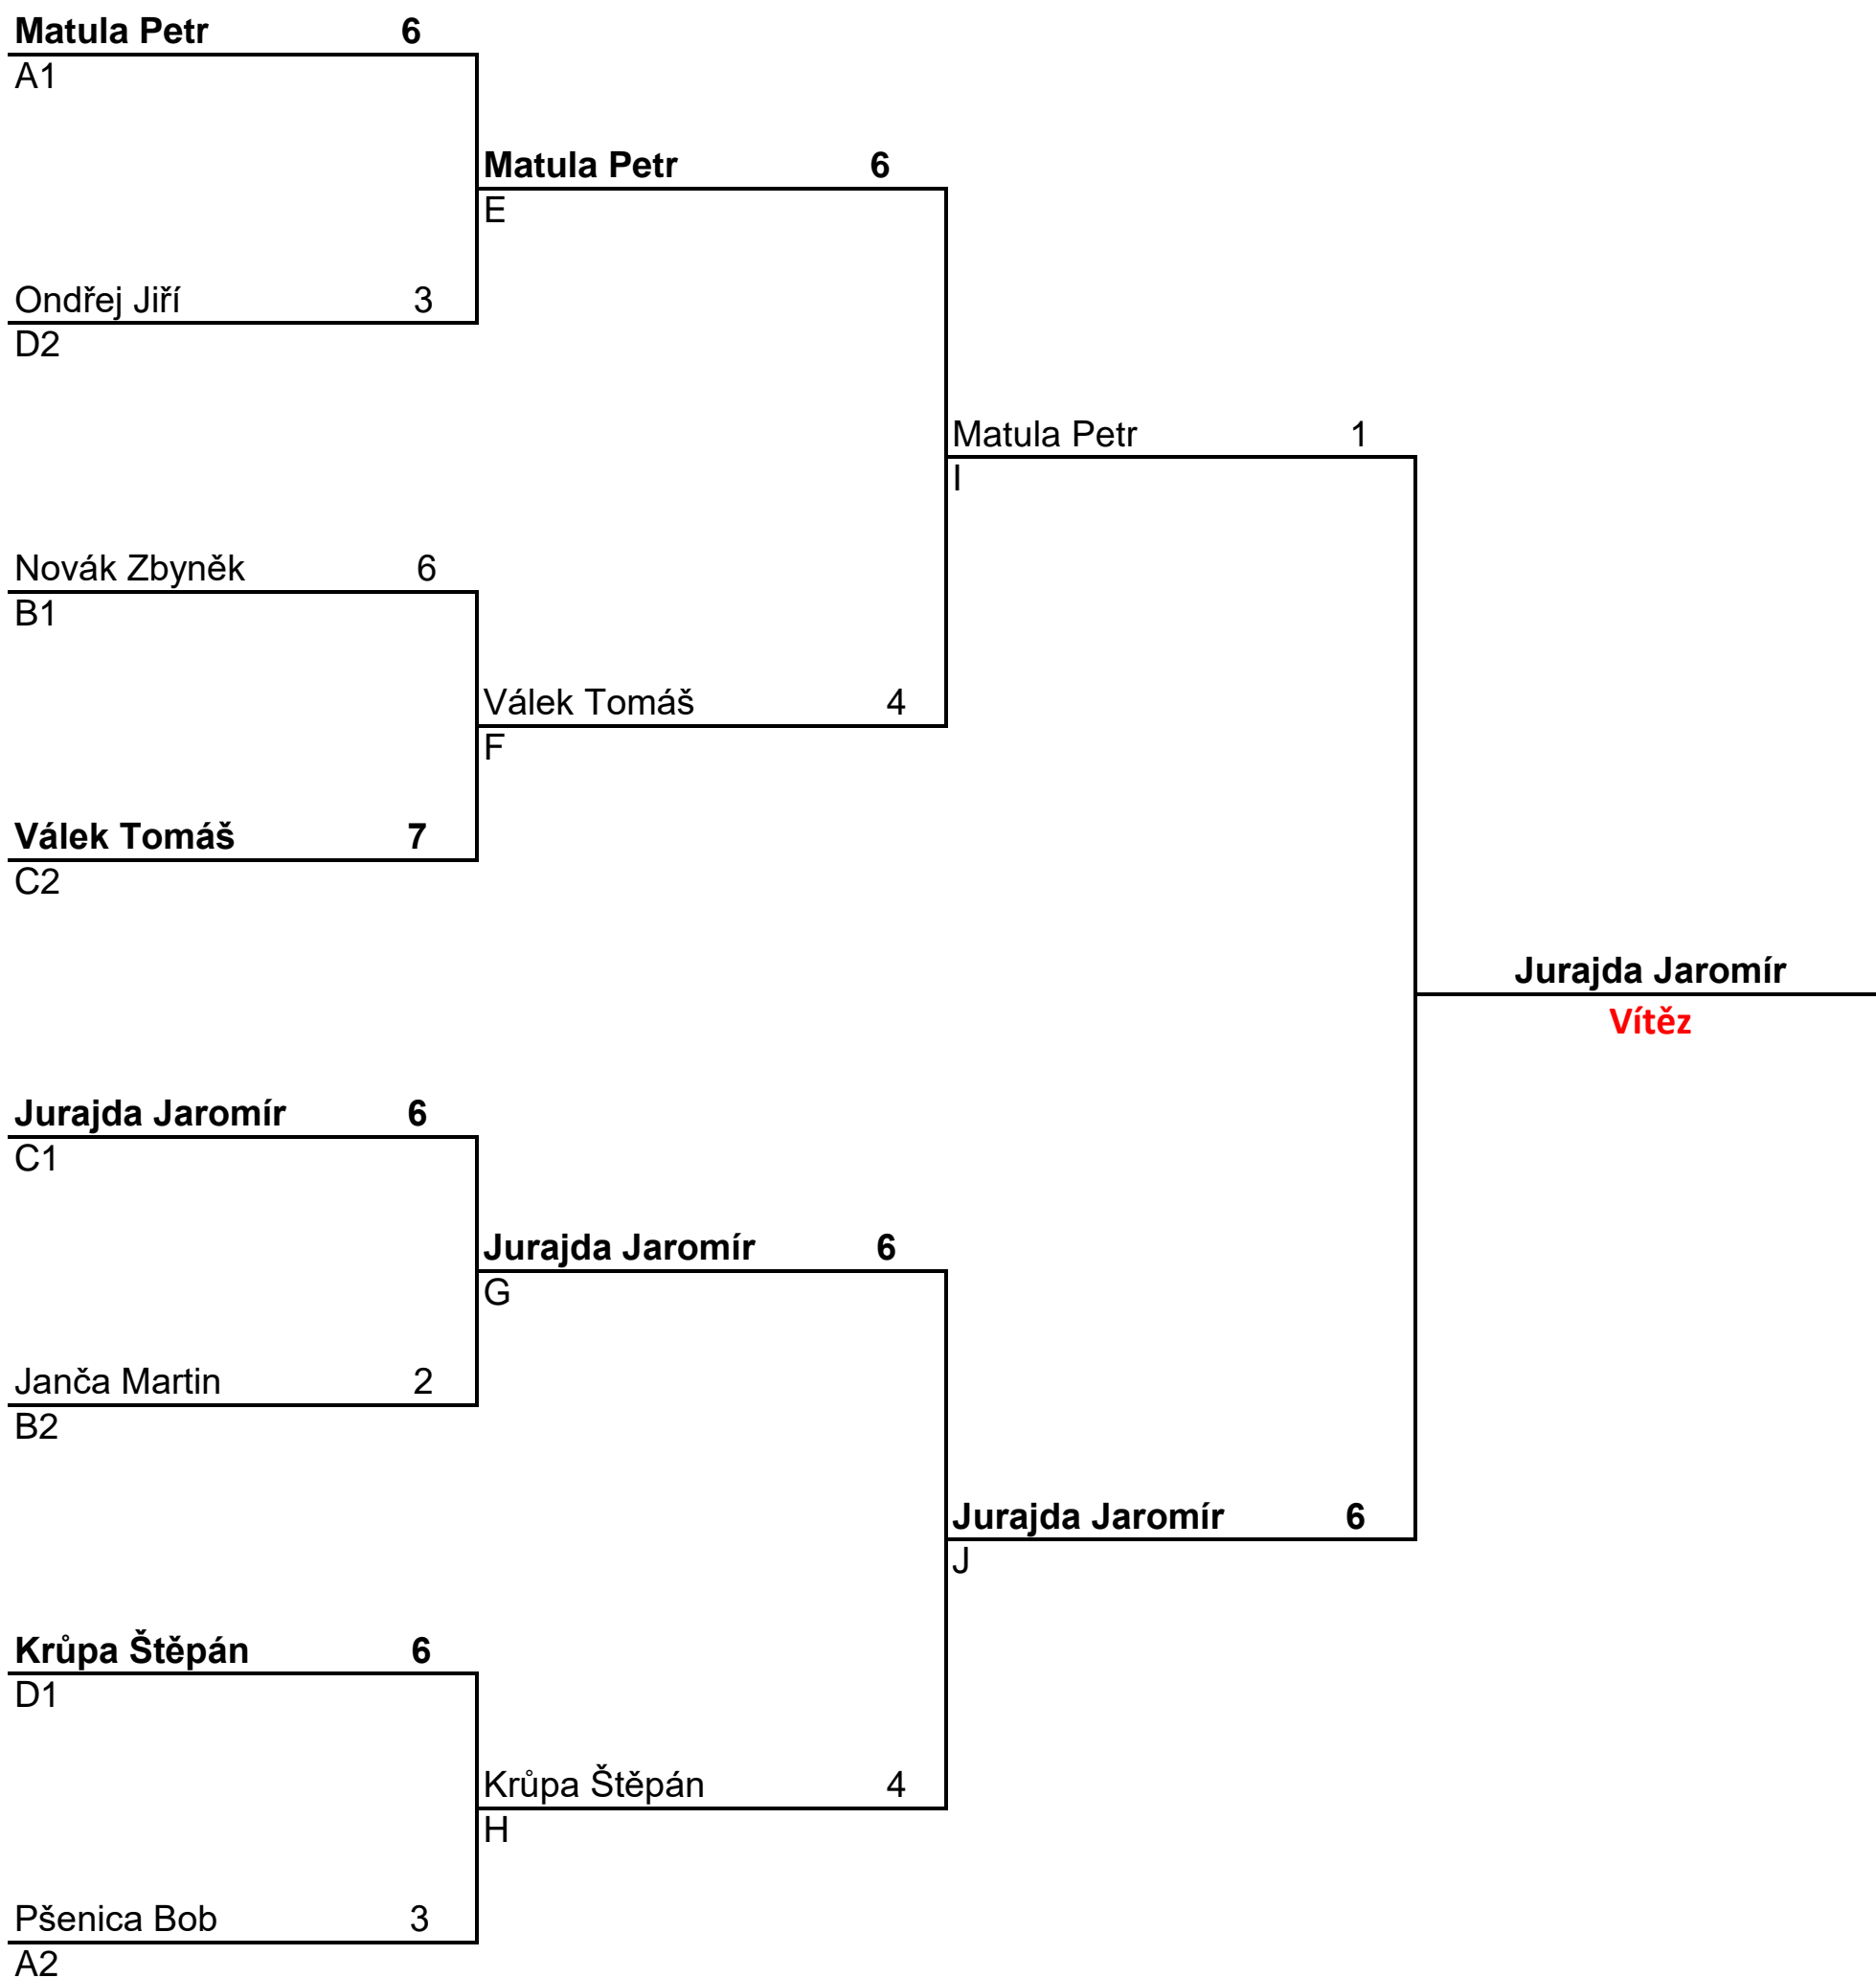 Matula Petr 6
A1
Matula Petr 6
E
Ondřej Jiří 3
D2
Matula Petr 1
I
Novák Zbyněk 6
B1
Válek Tomáš 4
F
Válek Tomáš 7
C2
Jurajda Jaromír
Vítěz
Jurajda Jaromír 6
C1
Jurajda Jaromír 6
G
Janča Martin 2
B2
Jurajda Jaromír 6
J
Krůpa Štěpán 6
D1
Krůpa Štěpán 4
H
Pšenica Bob 3
A2